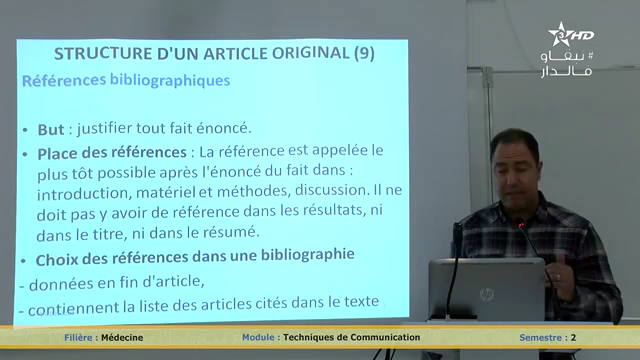 STRUCTURE D'UN ARTICLE ORIGINAL (9)
Références bibliographiques
• But : justifier tout fait énoncé.
• Place des références : La référence est appelée le
plus tôt possible après l'énoncé du fait dans :
introduction, matériel et méthodes, discussion. Il ne
doit pas y avoir de référence dans les résultats, ni
dans le titre, ni dans le résumé.
• Choix des références dans une bibliographie
- données en fin d'article,
- contiennent la liste des articles cités dans le texte
3 HD
#نبقاو
فالدار
hp
Filière : Médecine
Module : Techniques de Communication
Semestre : 2